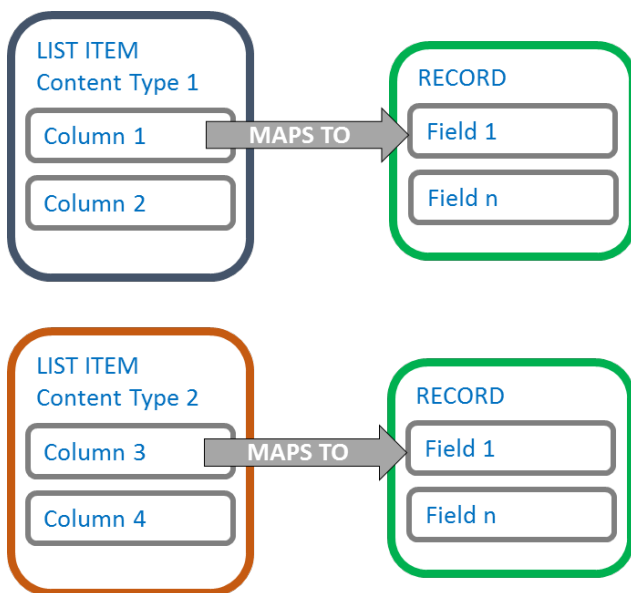 LIST ITEM
Content Type 1
Column 1
Column 2
MAPS TO
RECORD
Field 1
Field n
LIST ITEM
Content Type 2
Column 3
Column 4
MAPS TO
RECORD
Field 1
Field n